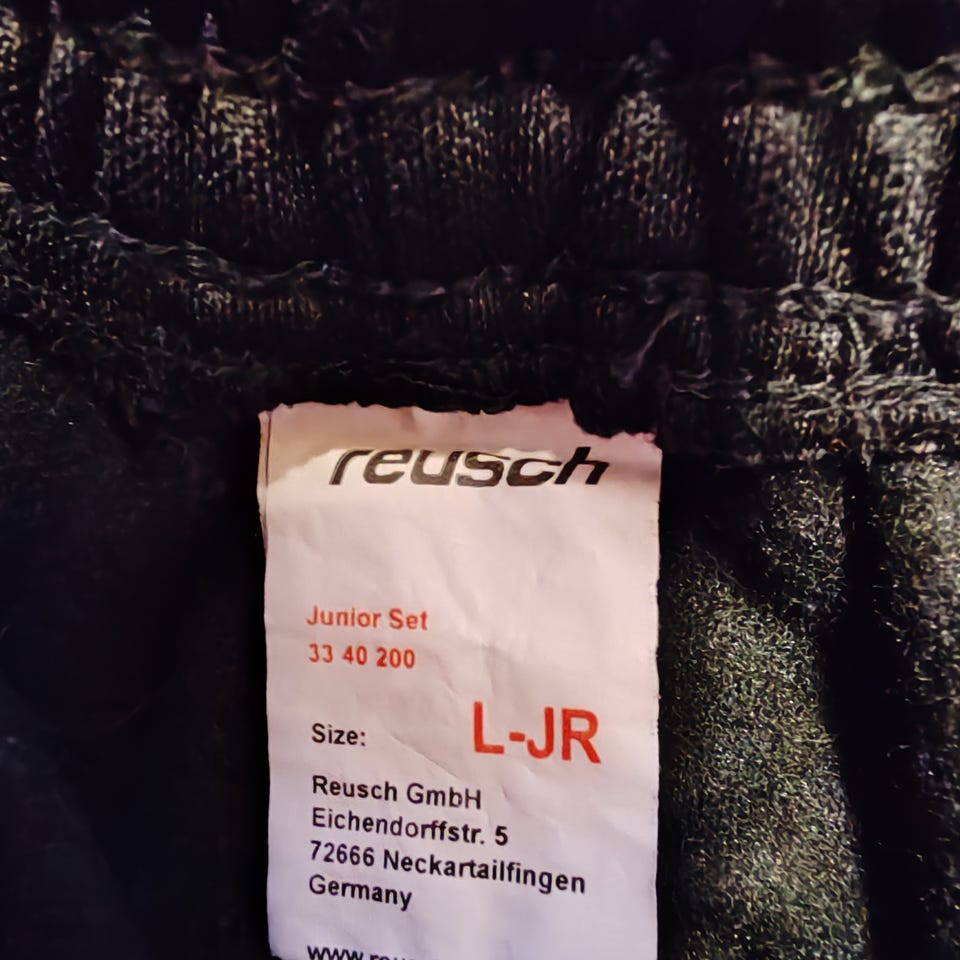 reusch
Junior Set
33 40 200
Size: L-JR
Reusch GmbH
Eichendorffstr. 5
72666 Neckartailfingen
Germany